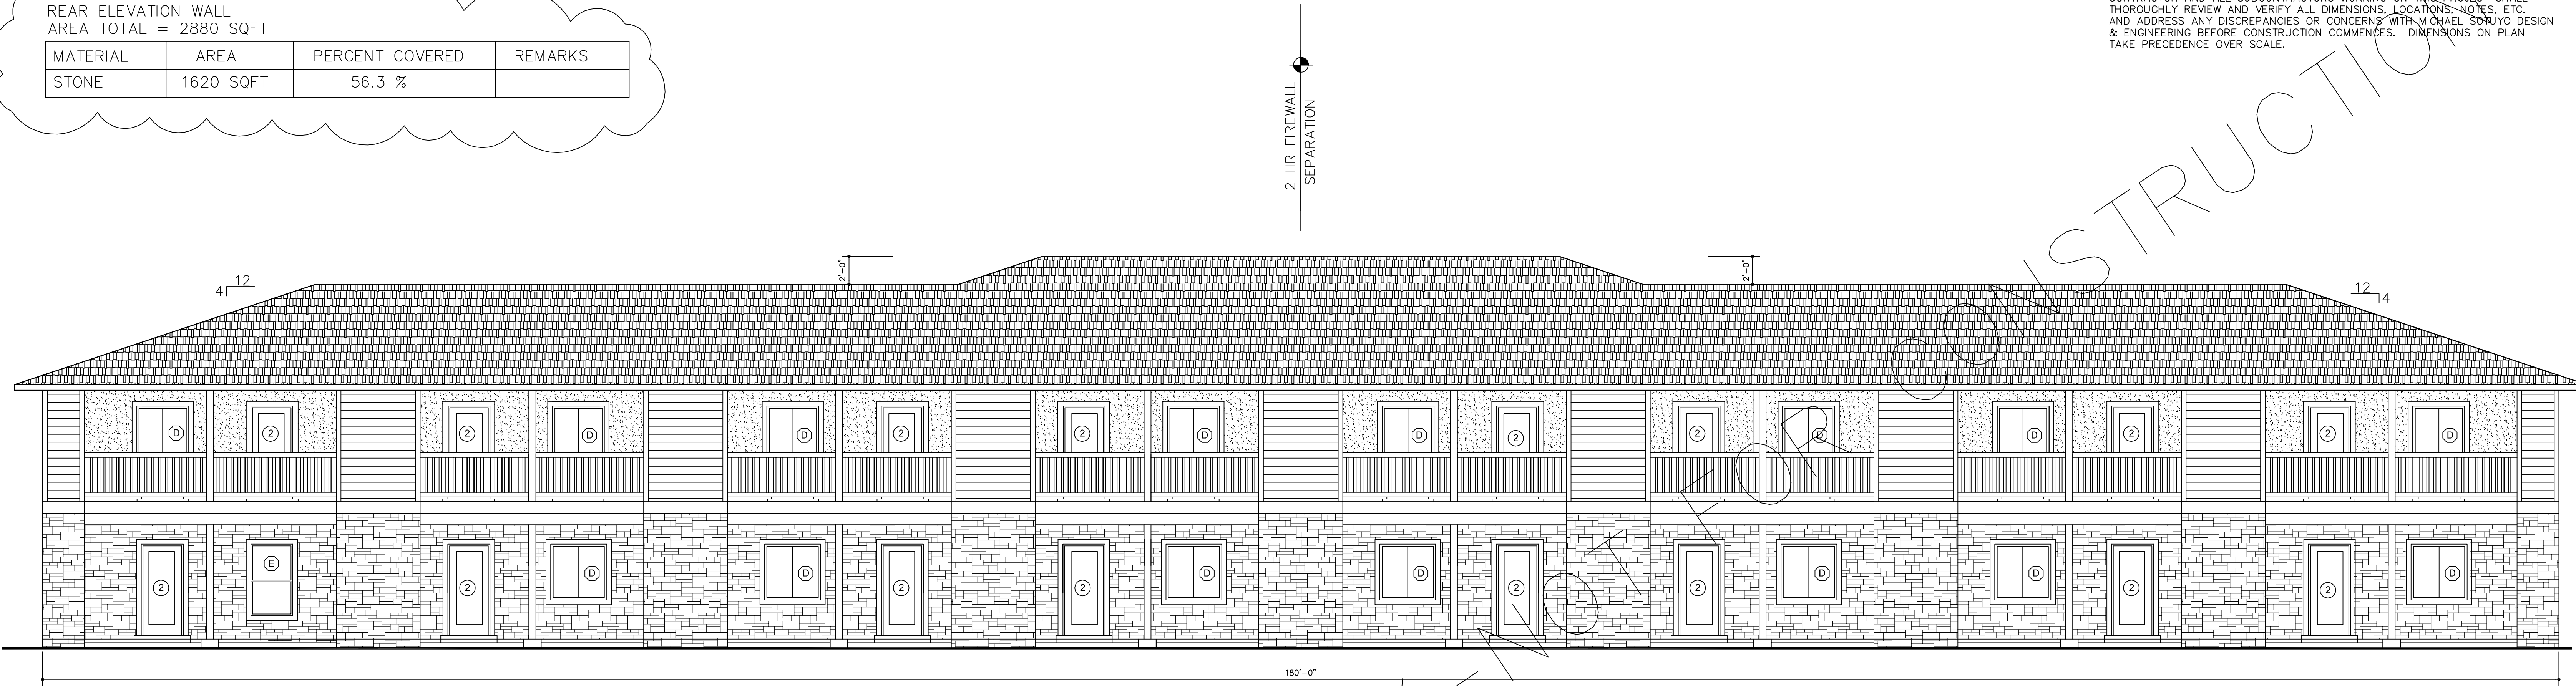 REAR ELEVATION WALL
AREA TOTAL = 2880 SQFT
MATERIAL AREA PERCENT COVERED REMARKS
STONE 1620 SQFT 56.3 %
2 HR FIREWALL
SEPARATION
THOROUGHLY REVIEW AND VERIFY ALL DIMENSIONS, LOCATIONS, NOTES, ETC.
AND ADDRESS ANY DISCREPANCIES OR CONCERNS WITH MICHAEL SOTUYO DESIGN
& ENGINEERING BEFORE CONSTRUCTION COMMENCES. DIMENSIONS ON PLAN
TAKE PRECEDENCE OVER SCALE.
NOT FOR CONSTRUCTION
12
4
2'-0"
2'-0"
12
4
D 2 2 D D 2 2 D D 2 2 D D 2 2 D
2 E 2 D D 2 2 D D 2 2 D D 2 2 D
180'-0"